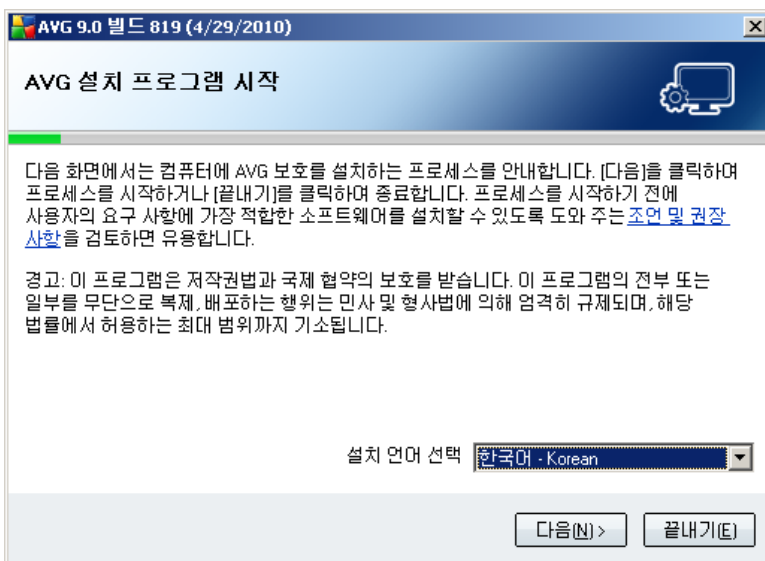 AVG 9.0 빌드 819 (4/29/2010)
AVG 설치 프로그램 시작
다음 화면에서는 컴퓨터에 AVG 보호를 설치하는 프로세스를 안내합니다. [다음]을 클릭하여
프로세스를 시작하거나 [끝내기]를 클릭하여 종료합니다. 프로세스를 시작하기 전에
사용자의 요구 사항에 가장 적합한 소프트웨어를 설치할 수 있도록 도와 주는 조언 및 권장
사항을 검토하면 유용합니다.
경고: 이 프로그램은 저작권법과 국제 협약의 보호를 받습니다. 이 프로그램의 전부 또는
일부를 무단으로 복제, 배포하는 행위는 민사 및 형사법에 의해 엄격히 규제되며, 해당
법률에서 허용하는 최대 범위까지 기소됩니다.
설치 언어 선택 한국어 - Korean
다음(N) > 끝내기(E)